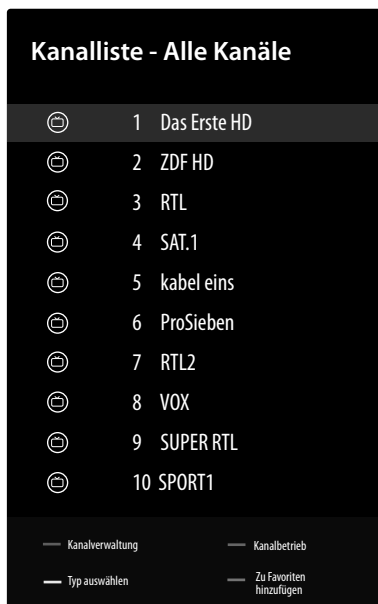 Kanalliste - Alle Kanäle
1 Das Erste HD
2 ZDF HD
3 RTL
4 SAT.1
5 kabel eins
6 ProSieben
7 RTL2
8 VOX
9 SUPER RTL
10 SPORT1
Kanalverwaltung
Kanalbetrieb
Typ auswählen
Zu Favoriten
hinzufügen